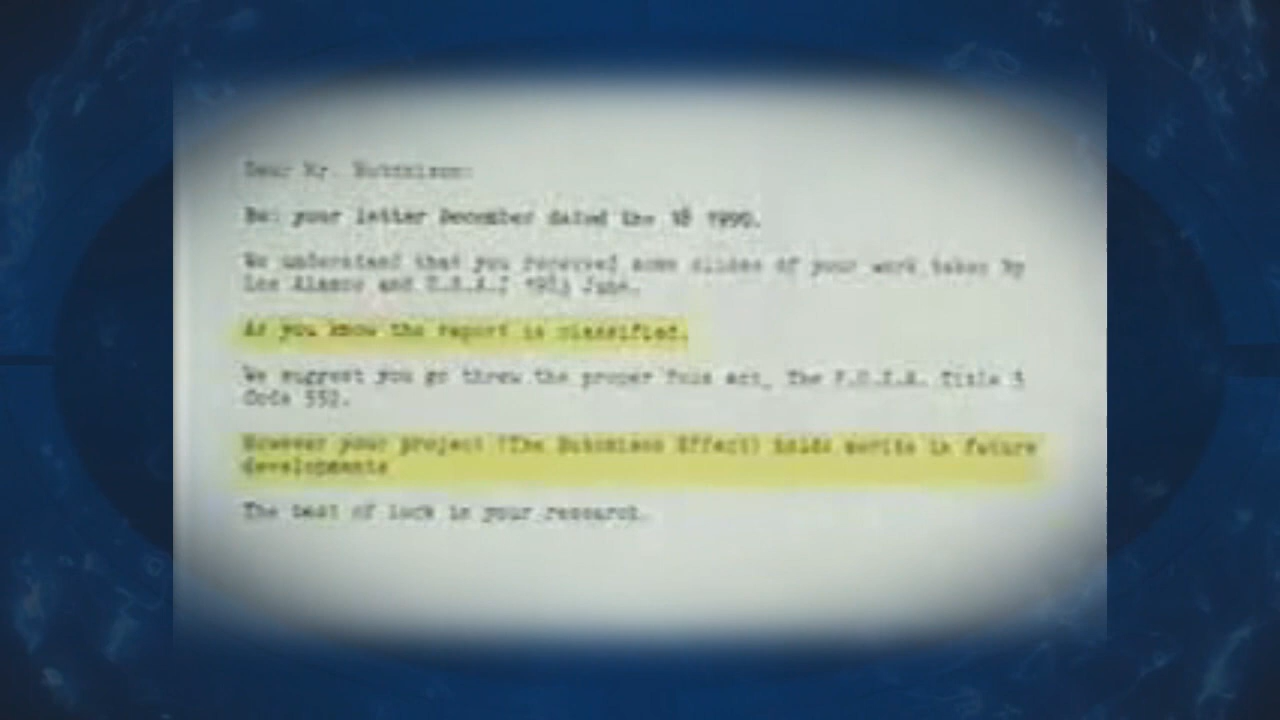 Dear Mr. Hutchison:
Re: your letter December dated the 18 1990.
We understand that you received some slides of your work taken by
Los Alamos and U.S.A.F 1983 June.
As you know the report is classified.
We suggest you go threw the proper Foia act, The F.O.I.A. Title 5
Code 552.
However your project (The Hutchison Effect) holds merits in future
developments
The best of luck in your research.